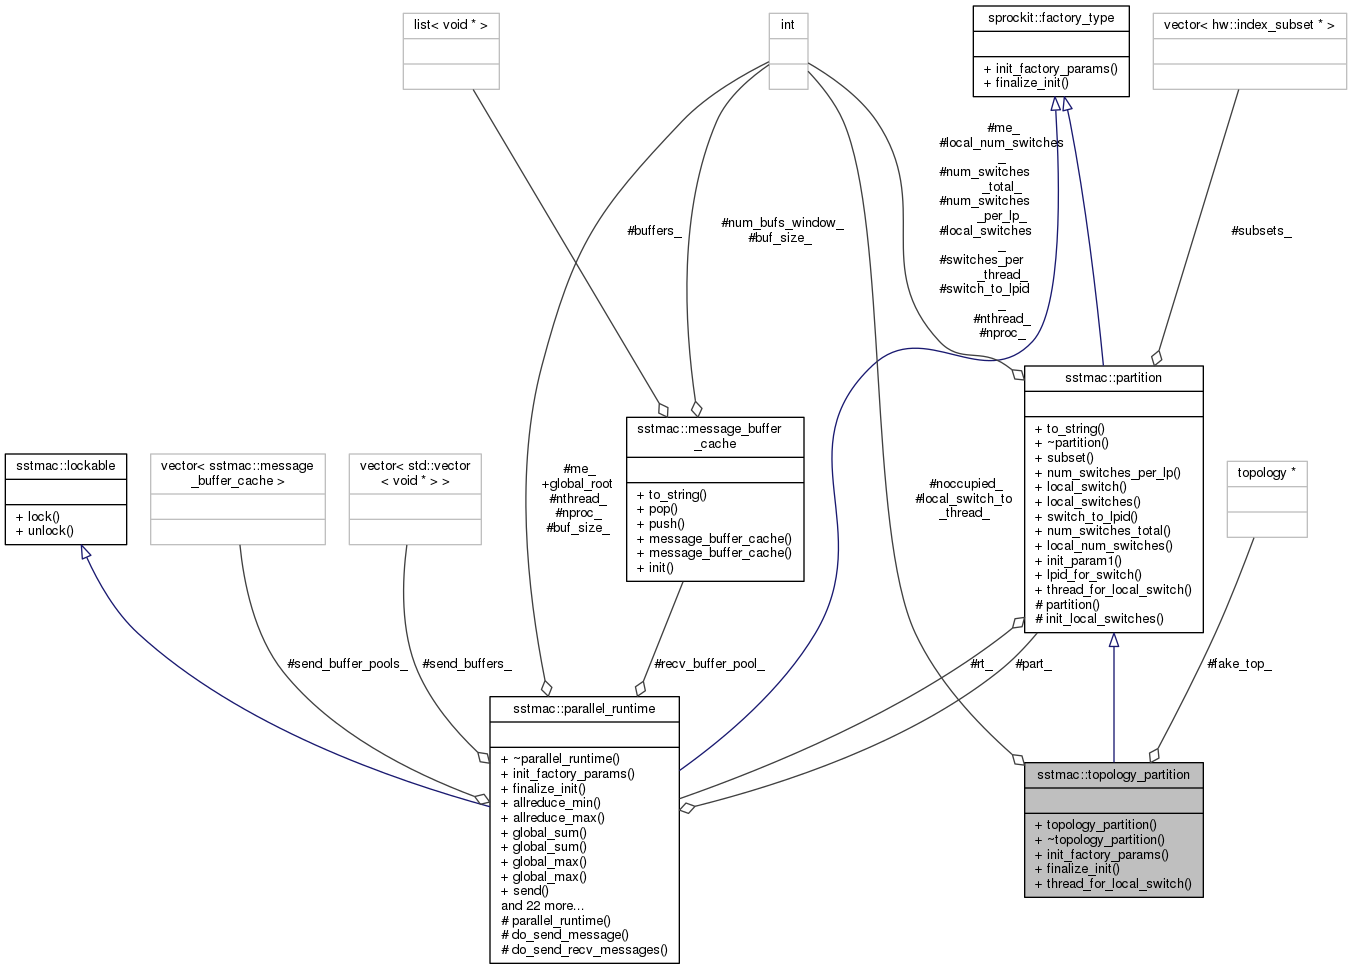 list< void * >
int
sprockit::factory_type
+ init_factory_params()
+ finalize_init()
vector< hw::index_subset * >
#me_
#local_num_switches
_
#num_switches
_total_
#num_switches
_per_lp_
#local_switches
_
#switches_per
_thread_
#switch_to_lpid
_
#nthread_
#nproc_
#buffers_
#num_bufs_window_
#buf_size_
#subsets_
sstmac::partition
+ to_string()
+ ~partition()
+ subset()
+ num_switches_per_lp()
+ local_switch()
+ local_switches()
+ switch_to_lpid()
+ num_switches_total()
+ local_num_switches()
+ init_param1()
+ lpid_for_switch()
+ thread_for_local_switch()
# partition()
# init_local_switches()
sstmac::message_buffer
_cache
+ to_string()
+ pop()
+ push()
+ message_buffer_cache()
+ message_buffer_cache()
+ init()
sstmac::lockable
+ lock()
+ unlock()
vector< sstmac::message
_buffer_cache >
vector< std::vector
< void * > >
#me_
+global_root
#nthread_
#nproc_
#buf_size_
#noccupied_
#local_switch_to
_thread_
topology *
#send_buffer_pools_
#send_buffers_
#recv_buffer_pool_
#rt_
#part_
#fake_top_
sstmac::parallel_runtime
+ ~parallel_runtime()
+ init_factory_params()
+ finalize_init()
+ allreduce_min()
+ allreduce_max()
+ global_sum()
+ global_sum()
+ global_max()
+ global_max()
+ send()
and 22 more...
# parallel_runtime()
# do_send_message()
# do_send_recv_messages()
sstmac::topology_partition
+ topology_partition()
+ ~topology_partition()
+ init_factory_params()
+ finalize_init()
+ thread_for_local_switch()